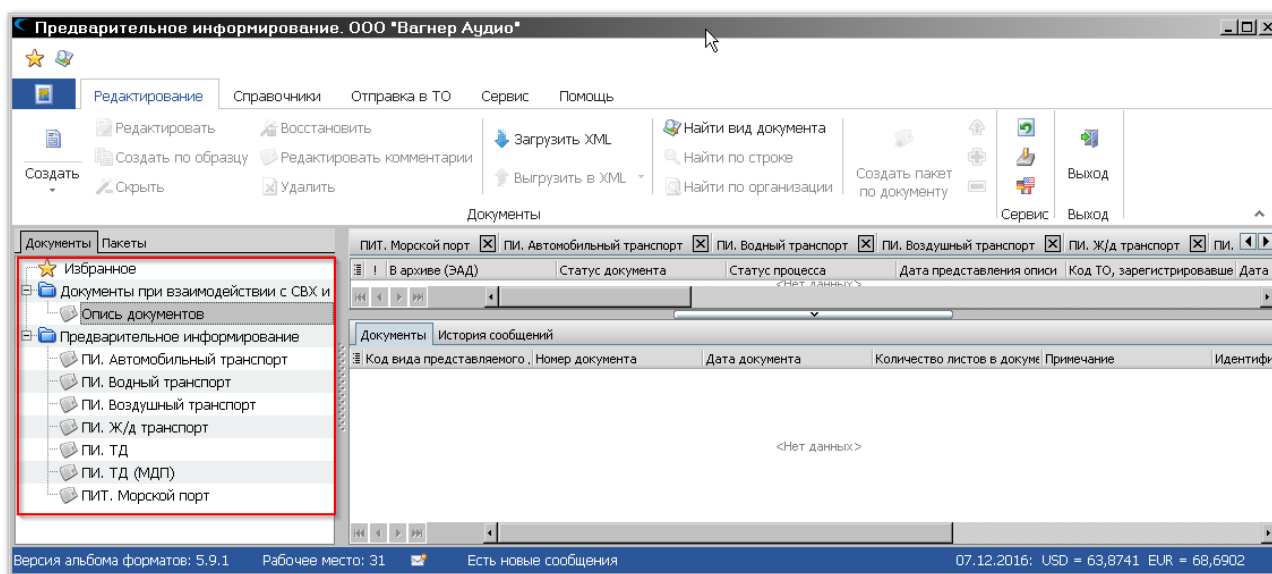 Предварительное информирование. ООО "Вагнер Аудио"
Редактирование Справочники Отправка в ТО Сервис Помощь
Создать
Редактировать
Создать по образцу
Скрыть
Восстановить
Редактировать комментарии
Удалить
Загрузить XML
Выгрузить в XML
Найти вид документа
Найти по строке
Найти по организации
Создать пакет
по документу
Выход
Документы Сервис Выход
Документы Пакеты
Избранное
Документы при взаимодействии с СВХ и
Опись документов
Предварительное информирование
ПИ. Автомобильный транспорт
ПИ. Водный транспорт
ПИ. Воздушный транспорт
ПИ. Ж/д транспорт
ПИ. ТД
ПИ. ТД (МДП)
ПИТ. Морской порт
ПИТ. Морской порт ПИ. Автомобильный транспорт ПИ. Водный транспорт ПИ. Воздушный транспорт ПИ. Ж/д транспорт ПИ.
! В архиве (ЭАД) Статус документа Статус процесса Дата представления описи Код ТО, зарегистрировавше Дата
<Нет данных>
Документы История сообщений
Код вида представляемого Номер документа Дата документа Количество листов в докуме Примечание Идентифи
<Нет данных>
Версия альбома форматов: 5.9.1 Рабочее место: 31 Есть новые сообщения 07.12.2016: USD = 63,8741 EUR = 68,6902